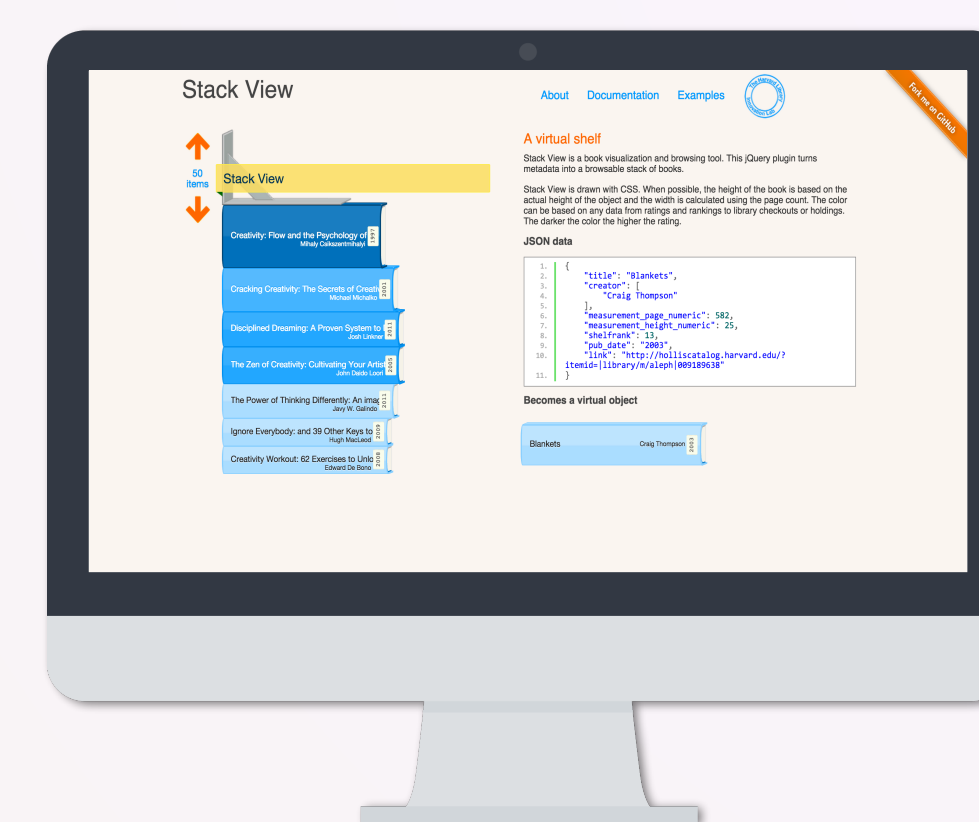 Stack View
About Documentation Examples
The Harvard Library Innovation Lab
Fork me on GitHub
50
items
Stack View
Creativity: Flow and the Psychology of
Mihaly Csikszentmihalyi
1997
Cracking Creativity: The Secrets of Creativ
Michael Michalko
2001
Disciplined Dreaming: A Proven System to
Josh Linkner
2011
The Zen of Creativity: Cultivating Your Artist
John Daido Loori
2005
The Power of Thinking Differently: An imag
Javy W. Galindo
2011
Ignore Everybody: and 39 Other Keys to
Hugh MacLeod
2009
Creativity Workout: 62 Exercises to Unlo
Edward De Bono
2008
A virtual shelf
Stack View is a book visualization and browsing tool. This jQuery plugin turns
metadata into a browsable stack of books.
Stack View is drawn with CSS. When possible, the height of the book is based on the
actual height of the object and the width is calculated using the page count. The color
can be based on any data from ratings and rankings to library checkouts or holdings.
The darker the color the higher the rating.
JSON data
1. {
2. "title": "Blankets",
3. "creator": [
4. "Craig Thompson"
5. ],
6. "measurement_page_numeric": 582,
7. "measurement_height_numeric": 25,
8. "shelfrank": 13,
9. "pub_date": "2003",
10. "link": "http://holliscatalog.harvard.edu/?
itemid=|library/m/aleph|009189638"
11. }
Becomes a virtual object
Blankets Craig Thompson 2003